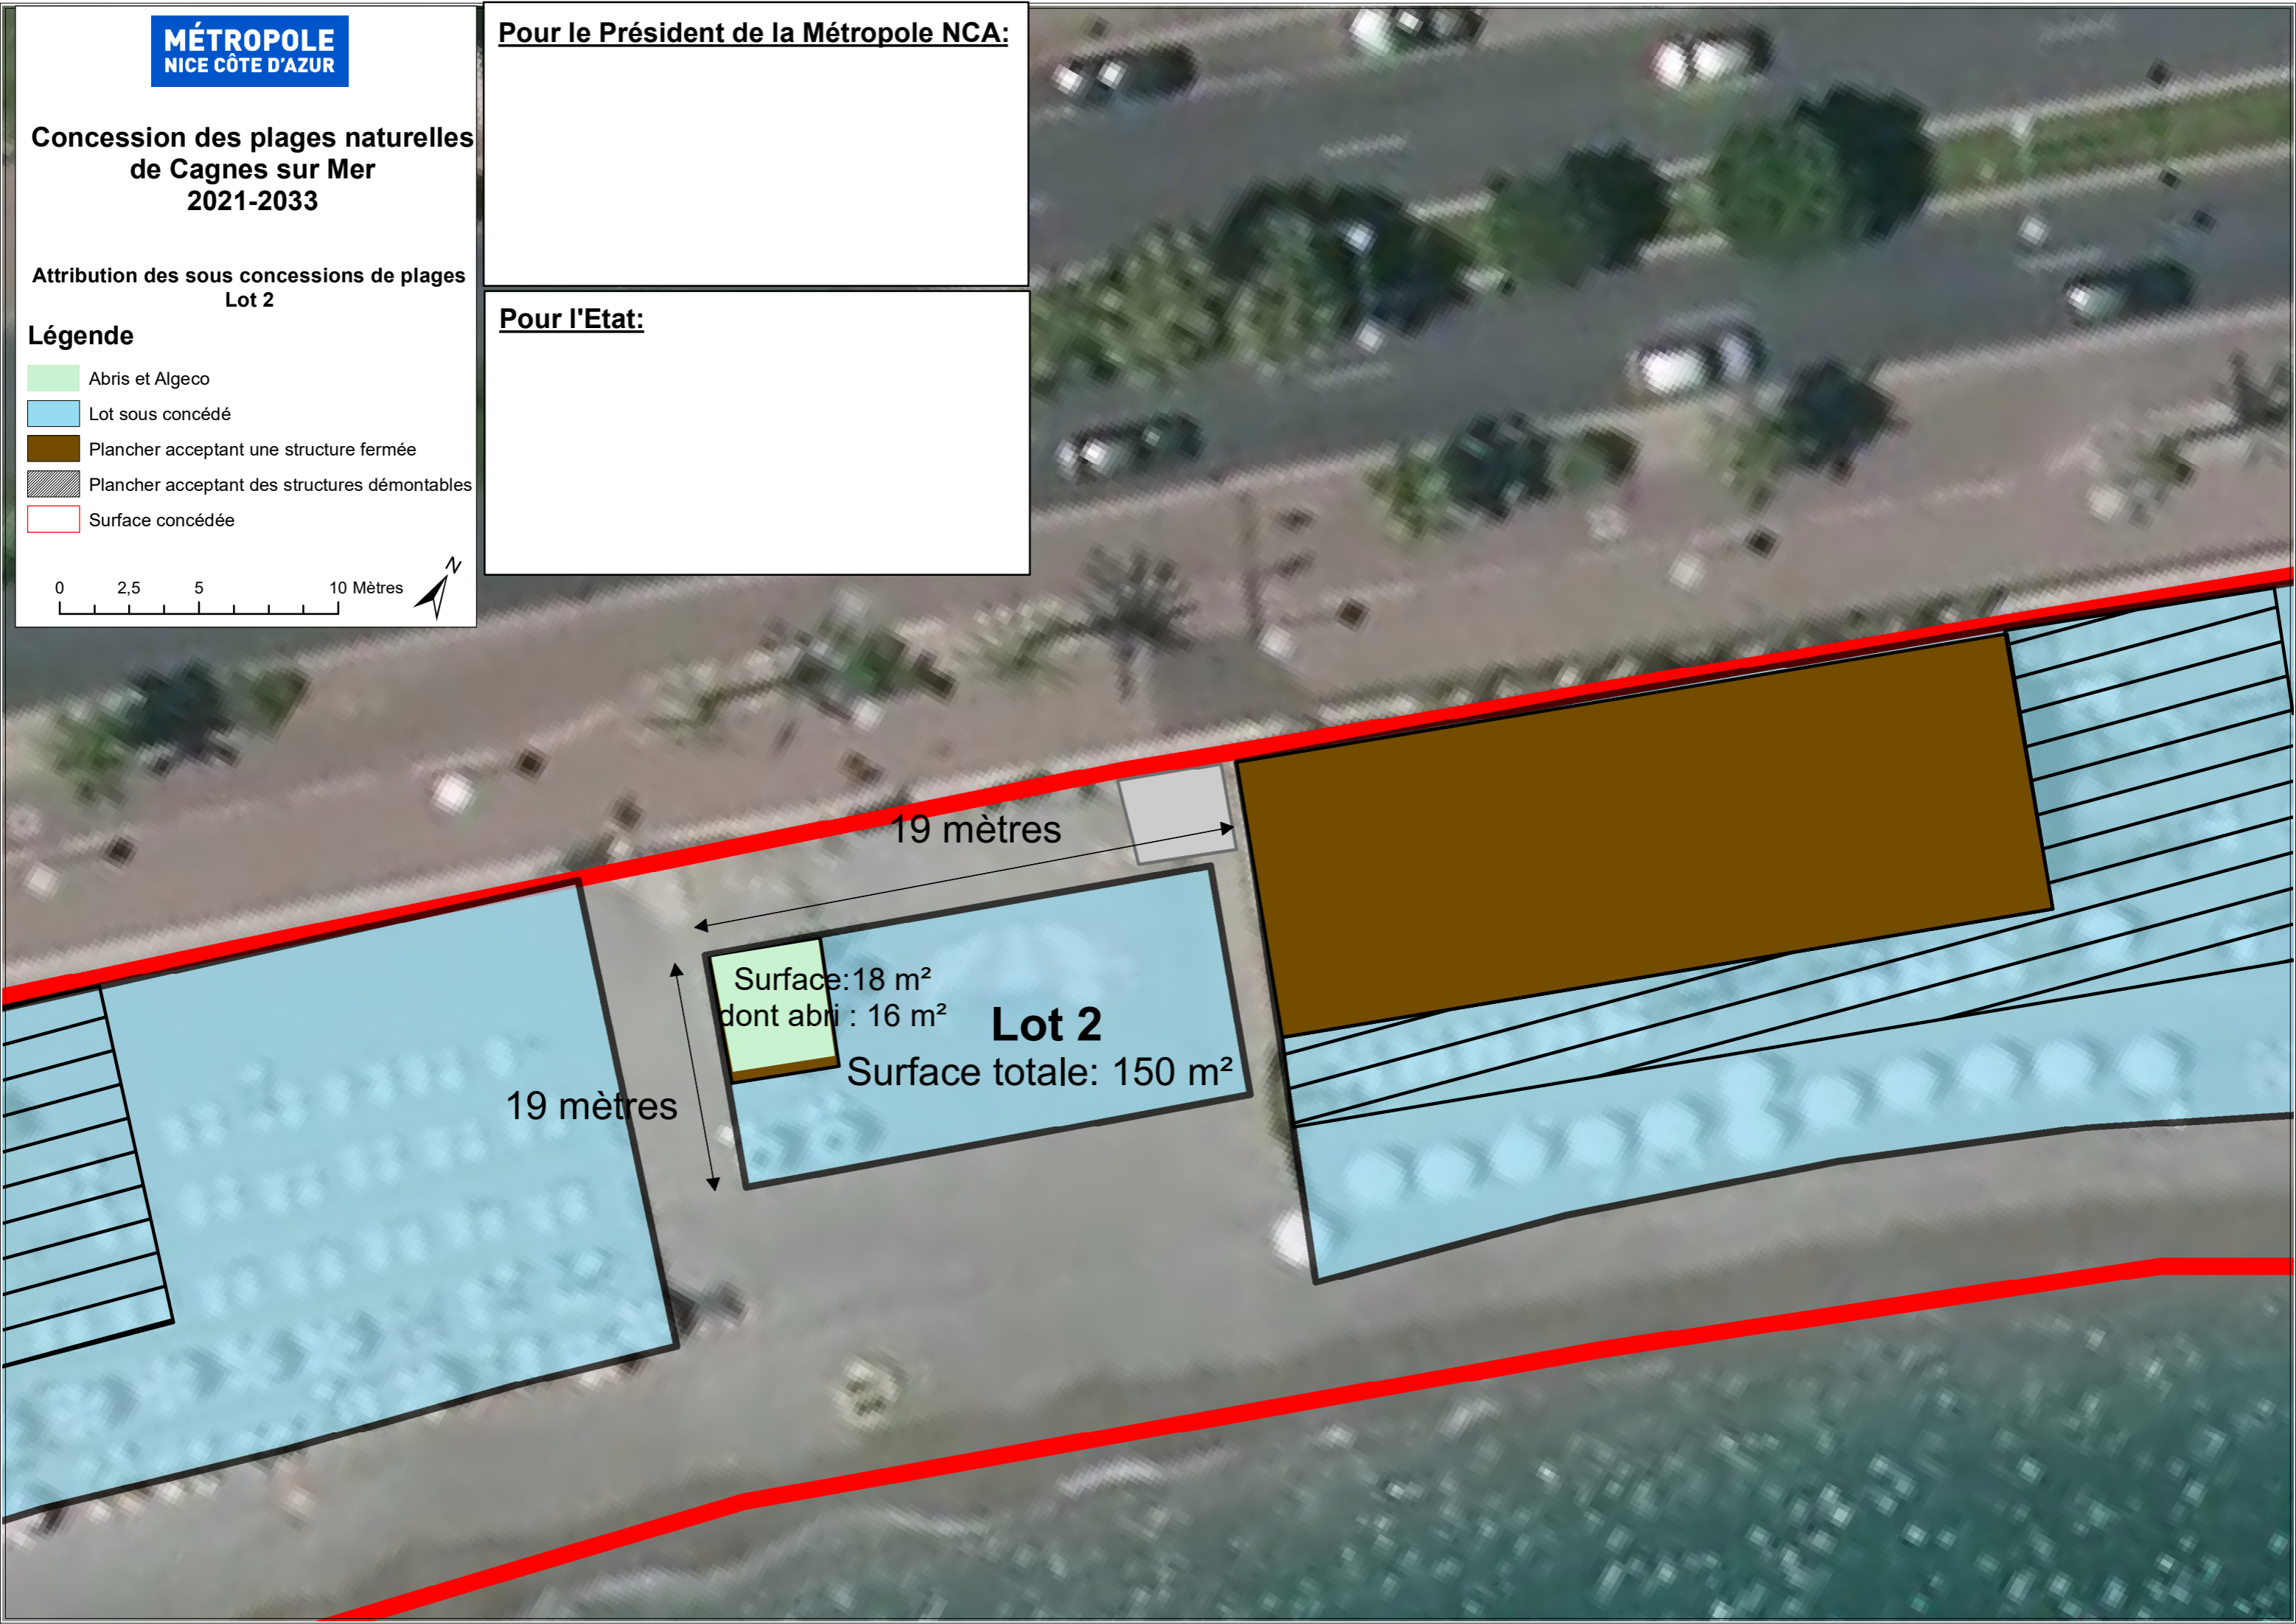 MÉTROPOLE
NICE CÔTE D'AZUR
Concession des plages naturelles
de Cagnes sur Mer
2021-2033
Attribution des sous concessions de plages
Lot 2
Légende
Abris et Algeco
Lot sous concédé
Plancher acceptant une structure fermée
Plancher acceptant des structures démontables
Surface concédée
0 2,5 5 10 Mètres
N
Pour le Président de la Métropole NCA:
Pour l'Etat:
19 mètres
Surface:18 m²
dont abri : 16 m²
Lot 2
Surface totale: 150 m²
19 mètres